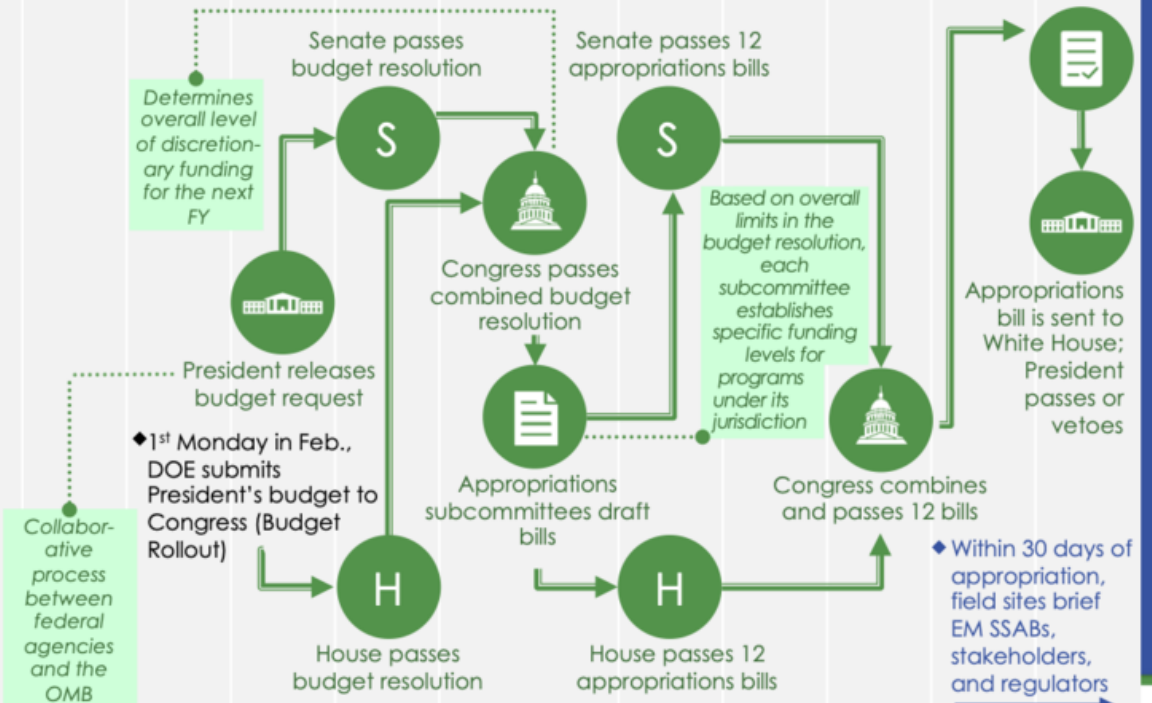 Senate passes
budget resolution
Senate passes 12
appropriations bills
Determines
overall level
of discretion-
ary funding
for the next
FY
S
S
Based on overall
limits in the
budget resolution,
each
subcommittee
establishes
specific funding
levels for
programs
under its
jurisdiction
Congress passes
combined budget
resolution
Appropriations
bill is sent to
White House;
President
passes or
vetoes
President releases
budget request
◆1st Monday in Feb.,
DOE submits
President's budget to
Congress (Budget
Rollout)
Appropriations
subcommittees draft
bills
Congress combines
and passes 12 bills
Collabor-
ative
process
between
federal
agencies
and the
OMB
H
H
House passes
budget resolution
House passes 12
appropriations bills
◆ Within 30 days of
appropriation,
field sites brief
EM SSABs,
stakeholders,
and regulators